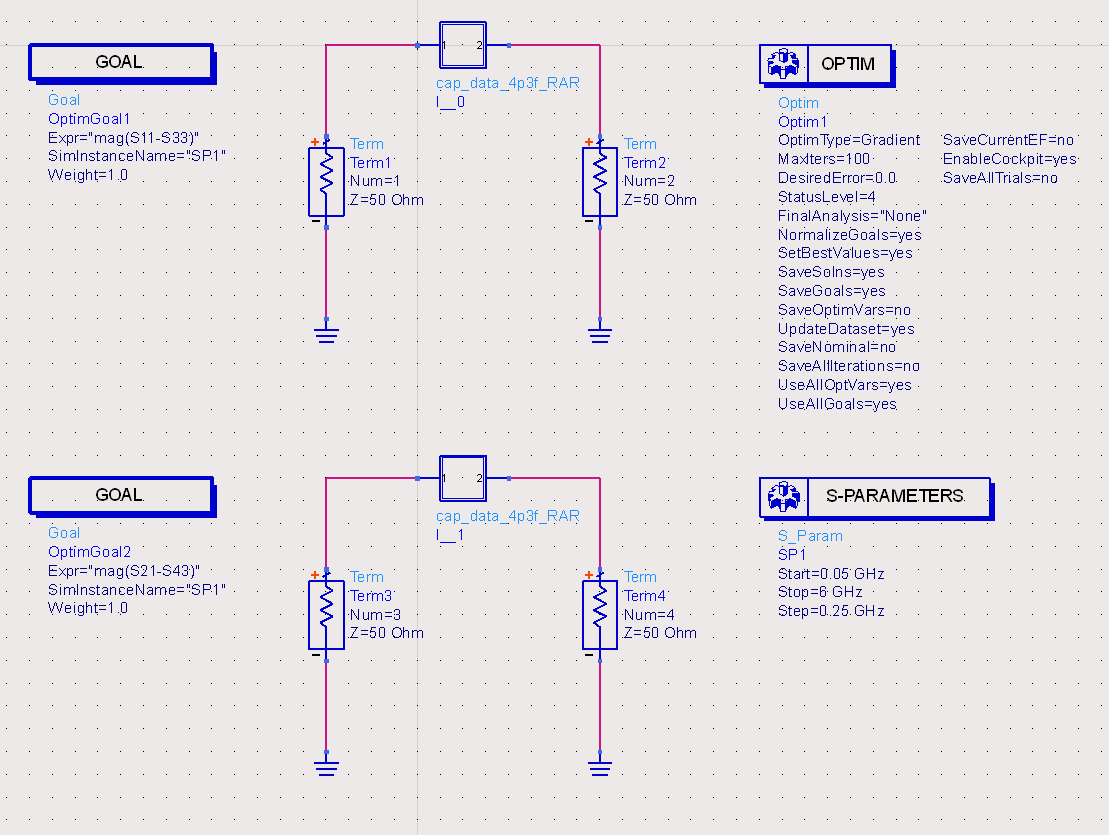 GOAL
Goal
OptimGoal1
Expr="mag(S11-S33)"
SimInstanceName="SP1"
Weight=1.0
1 2
cap_data_4p3f_RAR
I__0
+
Term
Term1
Num=1
Z=50 Ohm
-
+
Term
Term2
Num=2
Z=50 Ohm
-
OPTIM
Optim
Optim1
OptimType=Gradient
MaxIters=100
DesiredError=0.0
StatusLevel=4
FinalAnalysis="None"
NormalizeGoals=yes
SetBestValues=yes
SaveSolns=yes
SaveGoals=yes
SaveOptimVars=no
UpdateDataset=yes
SaveNominal=no
SaveAllIterations=no
UseAllOptVars=yes
UseAllGoals=yes
SaveCurrentEF=no
EnableCockpit=yes
SaveAllTrials=no
GOAL
Goal
OptimGoal2
Expr="mag(S21-S43)"
SimInstanceName="SP1"
Weight=1.0
1 2
cap_data_4p3f_RAR
I__1
+
Term
Term3
Num=3
Z=50 Ohm
-
+
Term
Term4
Num=4
Z=50 Ohm
-
S-PARAMETERS
S_Param
SP1
Start=0.05 GHz
Stop=6 GHz
Step=0.25 GHz